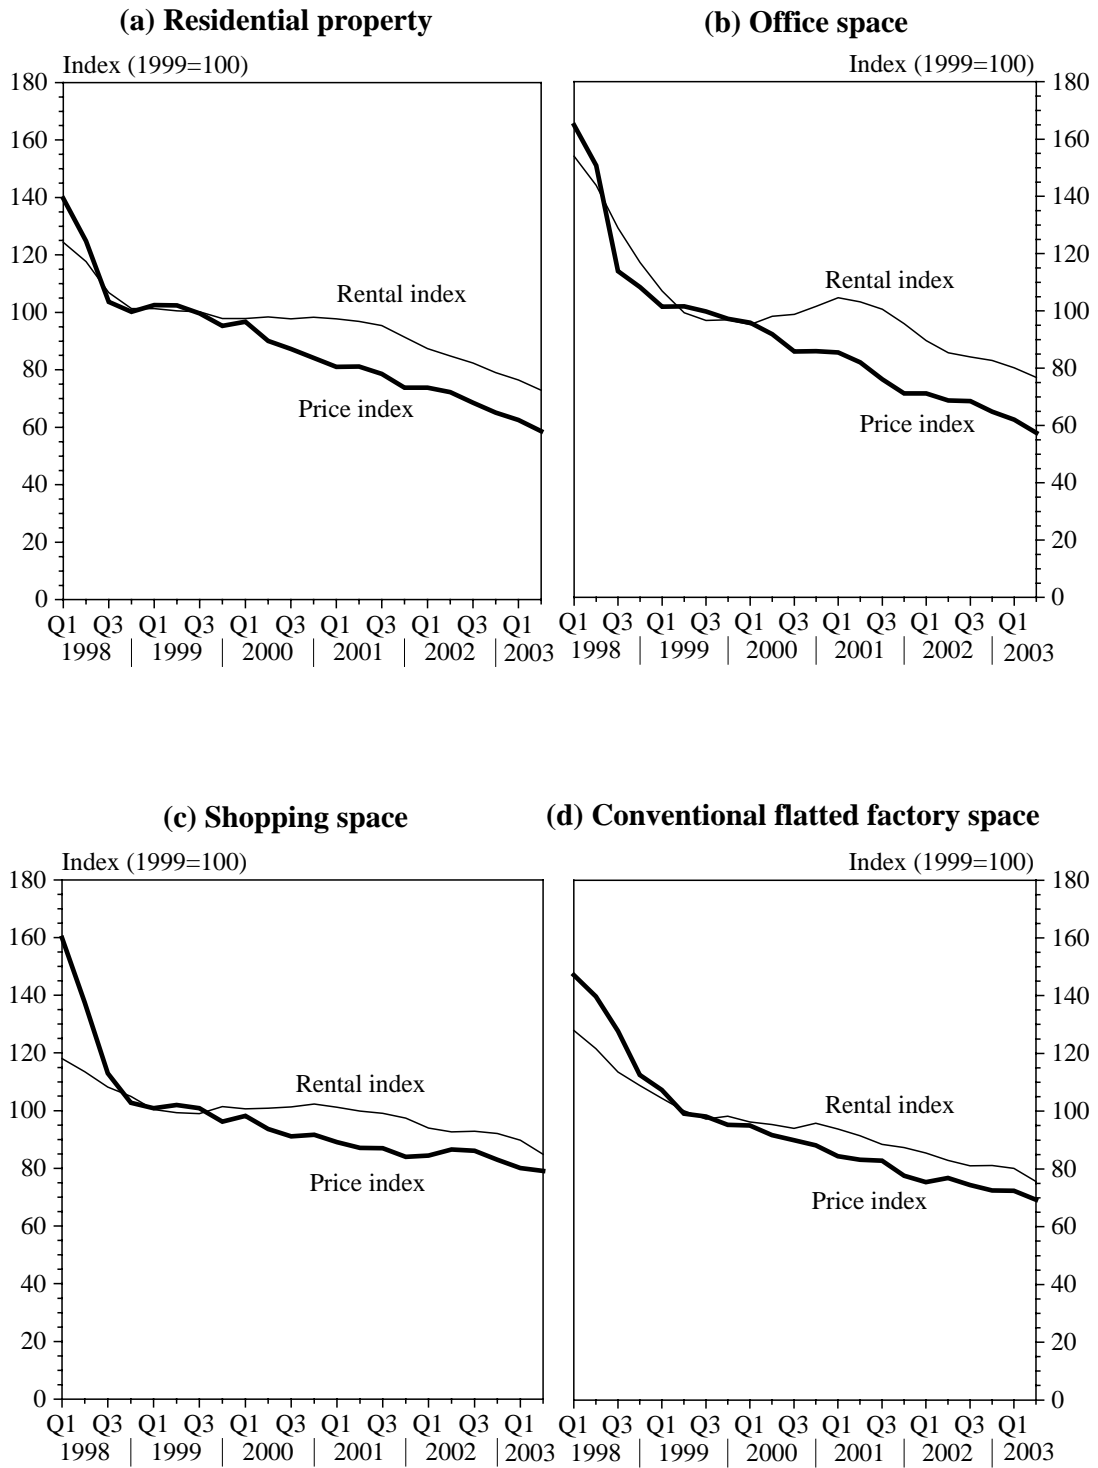 (a) Residential property
Index (1999=100)
180
160
140
120
100
80
60
40
20
0
Rental index
Price index
Q1 Q3 Q1 Q3 Q1 Q3 Q1 Q3 Q1 Q3 Q1
1998 1999 2000 2001 2002 2003
(b) Office space
Index (1999=100)
180
160
140
120
100
80
60
40
20
0
Rental index
Price index
Q1 Q3 Q1 Q3 Q1 Q3 Q1 Q3 Q1 Q3 Q1
1998 1999 2000 2001 2002 2003
(c) Shopping space
Index (1999=100)
180
160
140
120
100
80
60
40
20
0
Rental index
Price index
Q1 Q3 Q1 Q3 Q1 Q3 Q1 Q3 Q1 Q3 Q1
1998 1999 2000 2001 2002 2003
(d) Conventional flatted factory space
Index (1999=100)
180
160
140
120
100
80
60
40
20
0
Rental index
Price index
Q1 Q3 Q1 Q3 Q1 Q3 Q1 Q3 Q1 Q3 Q1
1998 1999 2000 2001 2002 2003